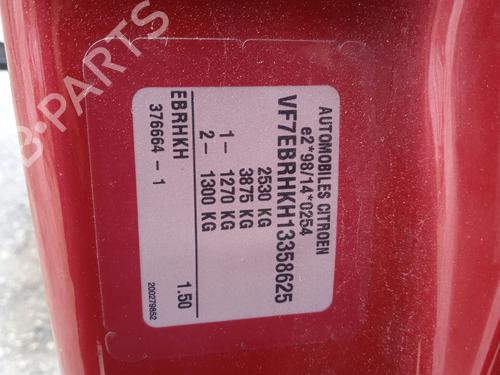 AUTOMOBILES CITROEN
e2*98/14*0254
VF7EBRHKH13358625
2530 KG
3875 KG
1- 1270 KG
2- 1300 KG
EBRHKH 1.50
376664-1
200279852
B-PARTS